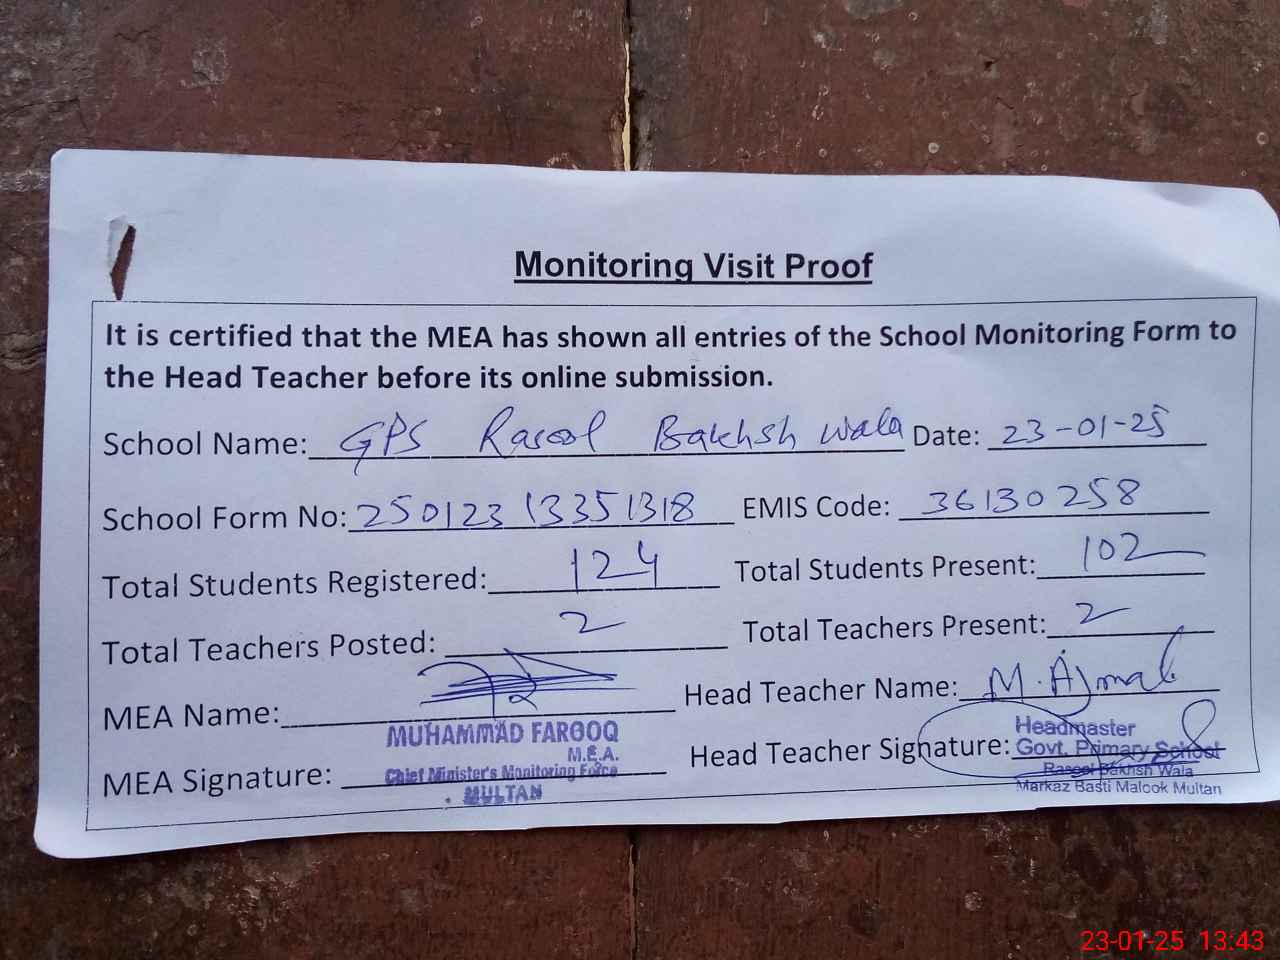 Monitoring Visit Proof
It is certified that the MEA has shown all entries of the School Monitoring Form to
the Head Teacher before its online submission.
School Name: GPS Rasool Bakhsh Wala Date: 23-01-25
School Form No: 25012313351318 EMIS Code: 36130258
Total Students Registered: 124 Total Students Present: 102
Total Teachers Posted: 2 Total Teachers Present: 2
MEA Name: Head Teacher Name: M. Ajmal
MUHAMMAD FAROOQ
M.E.A.
MEA Signature: Chief Minister's Monitoring Force
MULTAN
Head Teacher Signature: Headmaster
Govt. Primary School
Rasool Bakhsh Wala
Markaz Basti Malook Multan
23-01-25 13:43